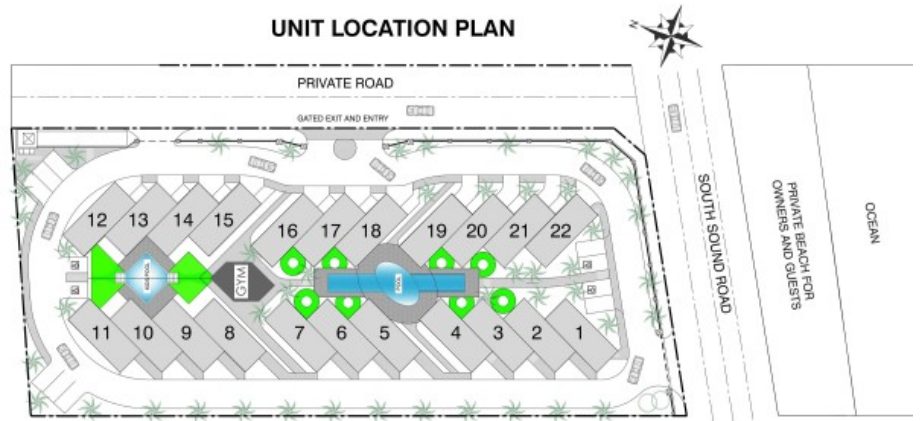 UNIT LOCATION PLAN
N
PRIVATE ROAD
GATED EXIT AND ENTRY
12 13 14 15 16 17 18 19 20 21 22
GYM
POOL
11 10 9 8 7 6 5 4 3 2 1
SOUTH SOUND ROAD
PRIVATE BEACH FOR
OWNERS AND GUESTS
OCEAN